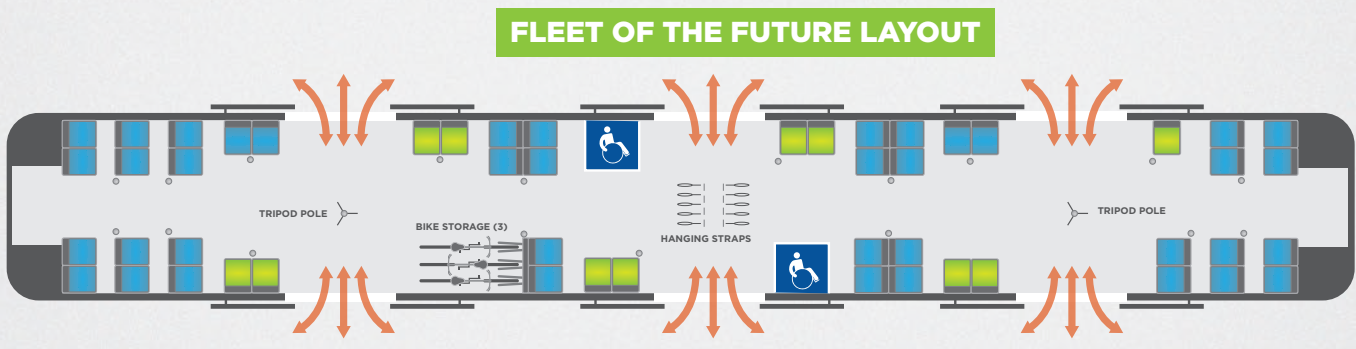 FLEET OF THE FUTURE LAYOUT
TRIPOD POLE
BIKE STORAGE (3)
HANGING STRAPS
TRIPOD POLE